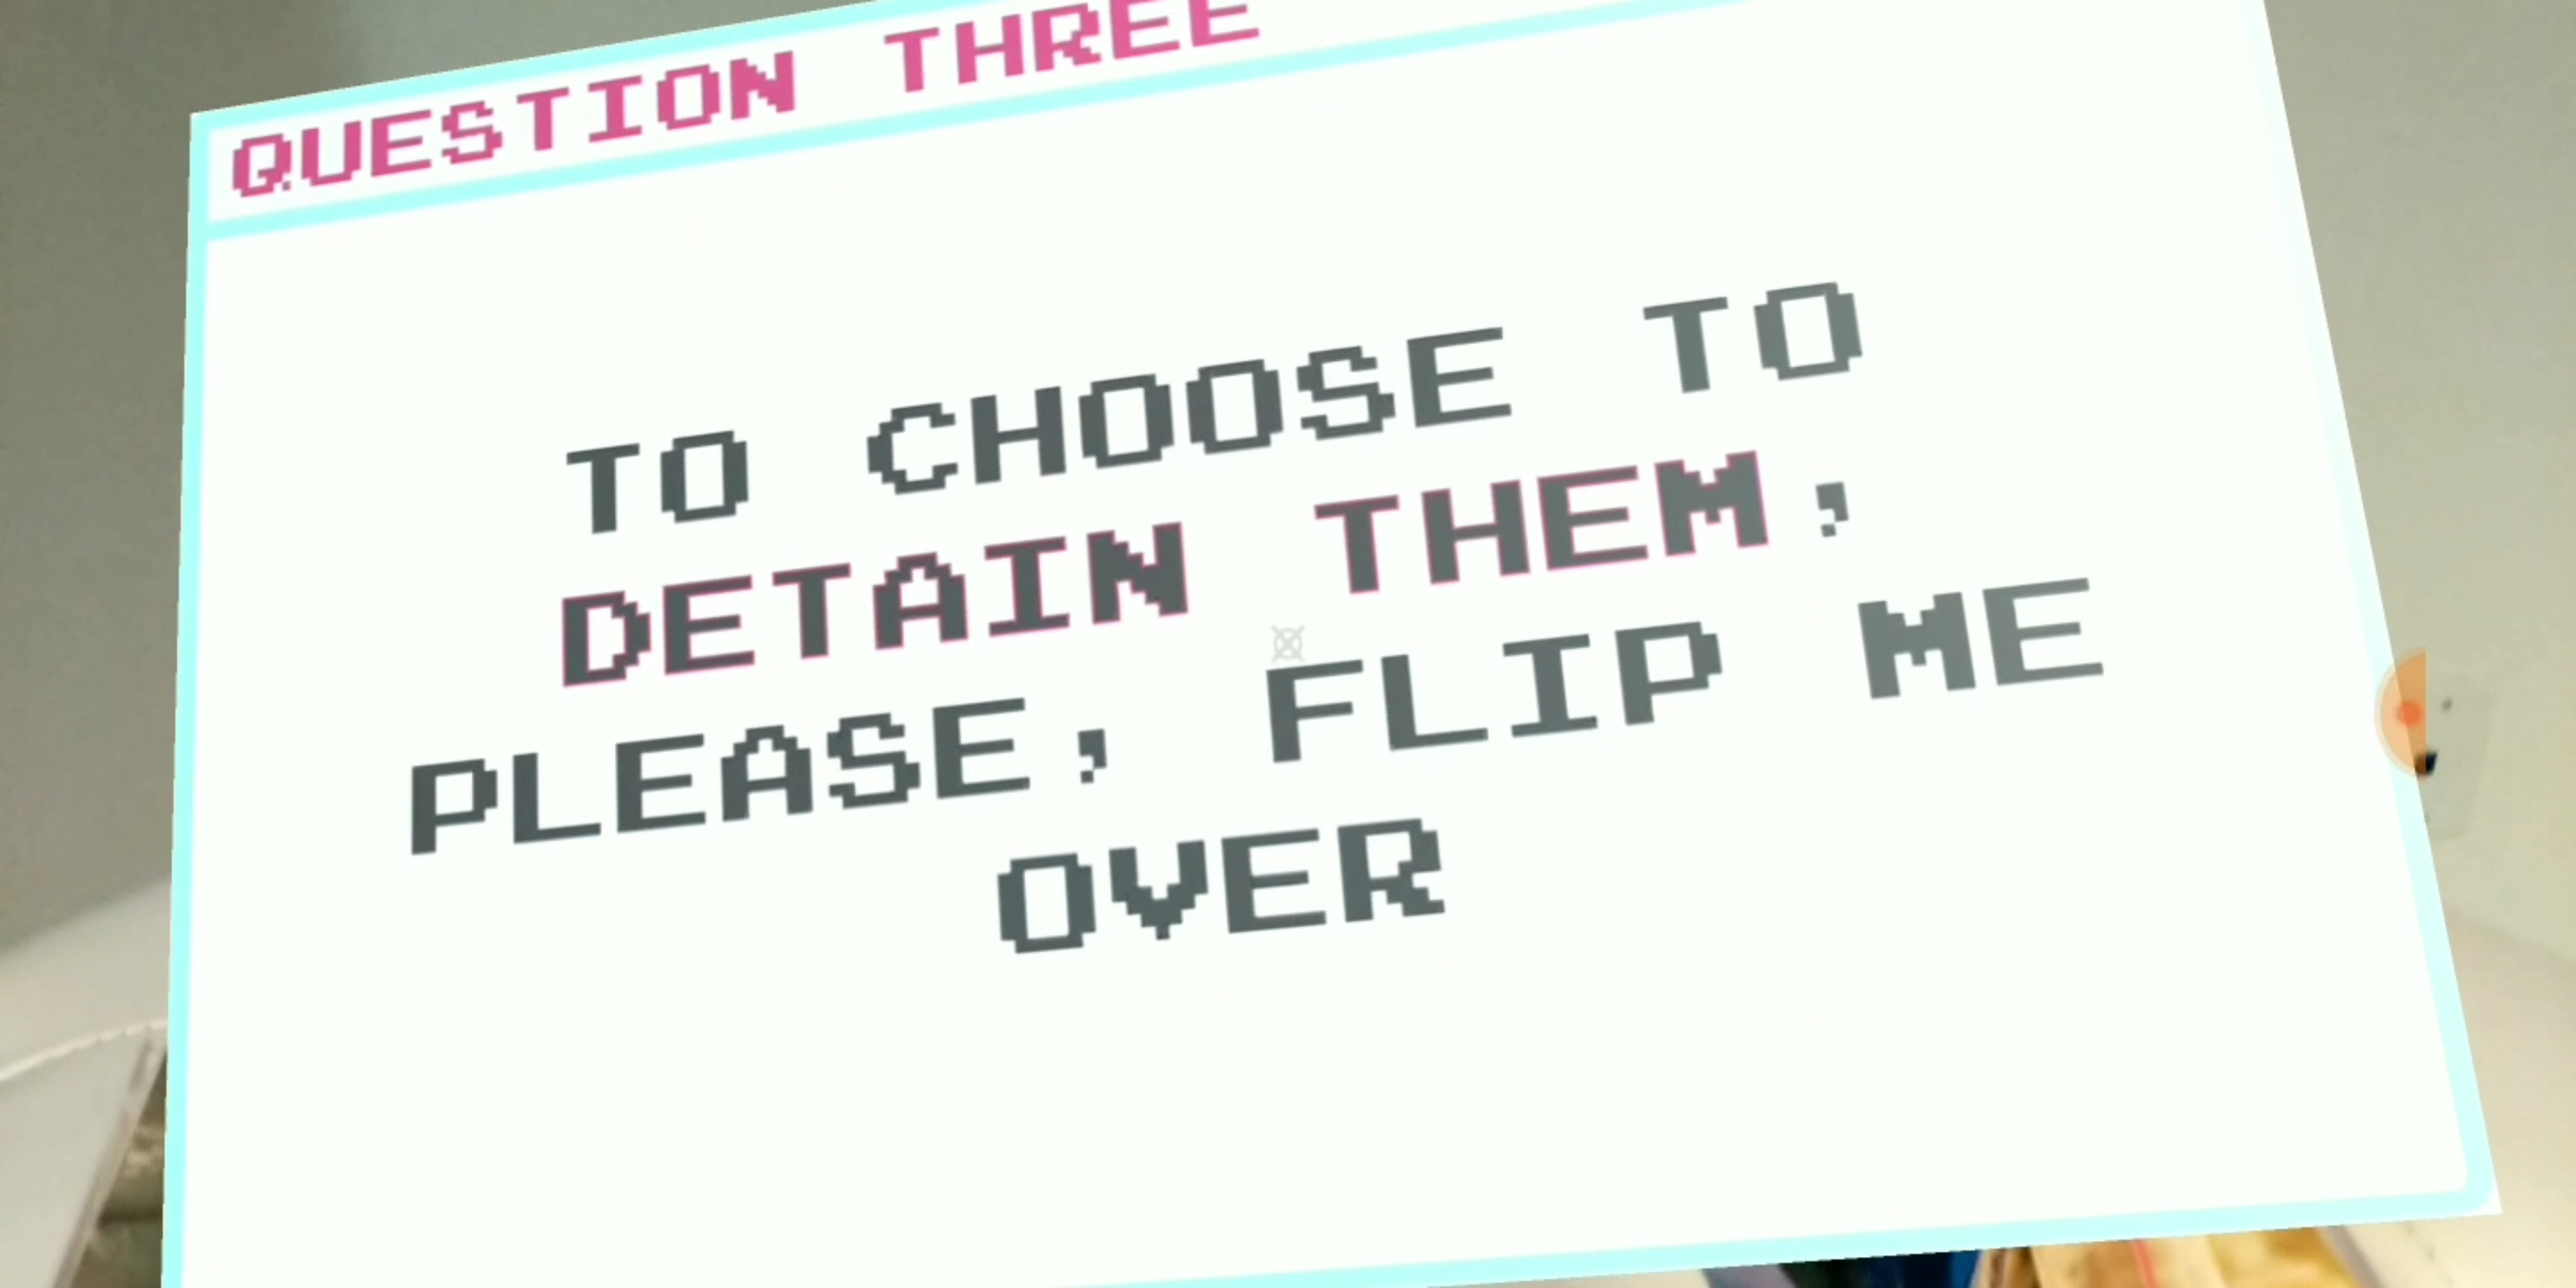 QUESTION THREE
TO CHOOSE TO
DETAIN THEM,
PLEASE, FLIP ME
OVER